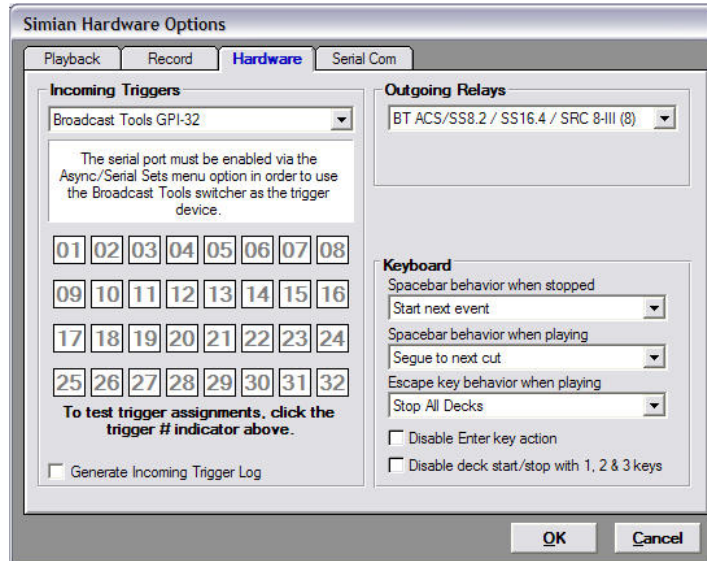 Simian Hardware Options
Playback Record Hardware Serial Com
Incoming Triggers
Broadcast Tools GPI-32
The serial port must be enabled via the
Async/Serial Sets menu option in order to use
the Broadcast Tools switcher as the trigger
device.
01 02 03 04 05 06 07 08
09 10 11 12 13 14 15 16
17 18 19 20 21 22 23 24
25 26 27 28 29 30 31 32
To test trigger assignments, click the
trigger # indicator above.
Generate Incoming Trigger Log
Outgoing Relays
BT ACS/SS8.2 / SS16.4 / SRC 8-III (8)
Keyboard
Spacebar behavior when stopped
Start next event
Spacebar behavior when playing
Segue to next cut
Escape key behavior when playing
Stop All Decks
Disable Enter key action
Disable deck start/stop with 1, 2 & 3 keys
OK Cancel